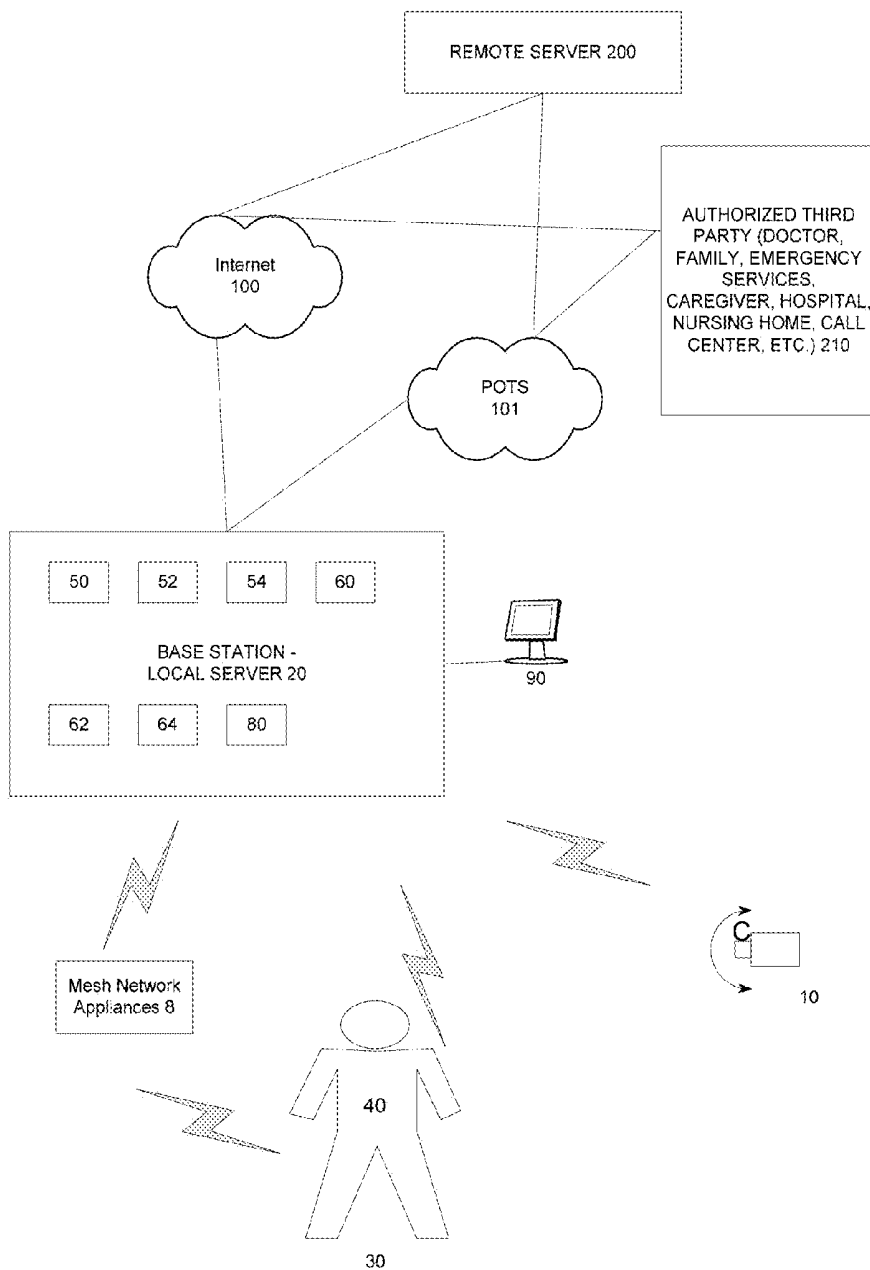 REMOTE SERVER 200
AUTHORIZED THIRD
PARTY (DOCTOR,
FAMILY, EMERGENCY
SERVICES,
CAREGIVER, HOSPITAL,
NURSING HOME, CALL
CENTER, ETC.) 210
Internet
100
POTS
101
50 52 54 60
BASE STATION -
LOCAL SERVER 20
90
62 64 80
Mesh Network
Appliances 8
C
10
40
30